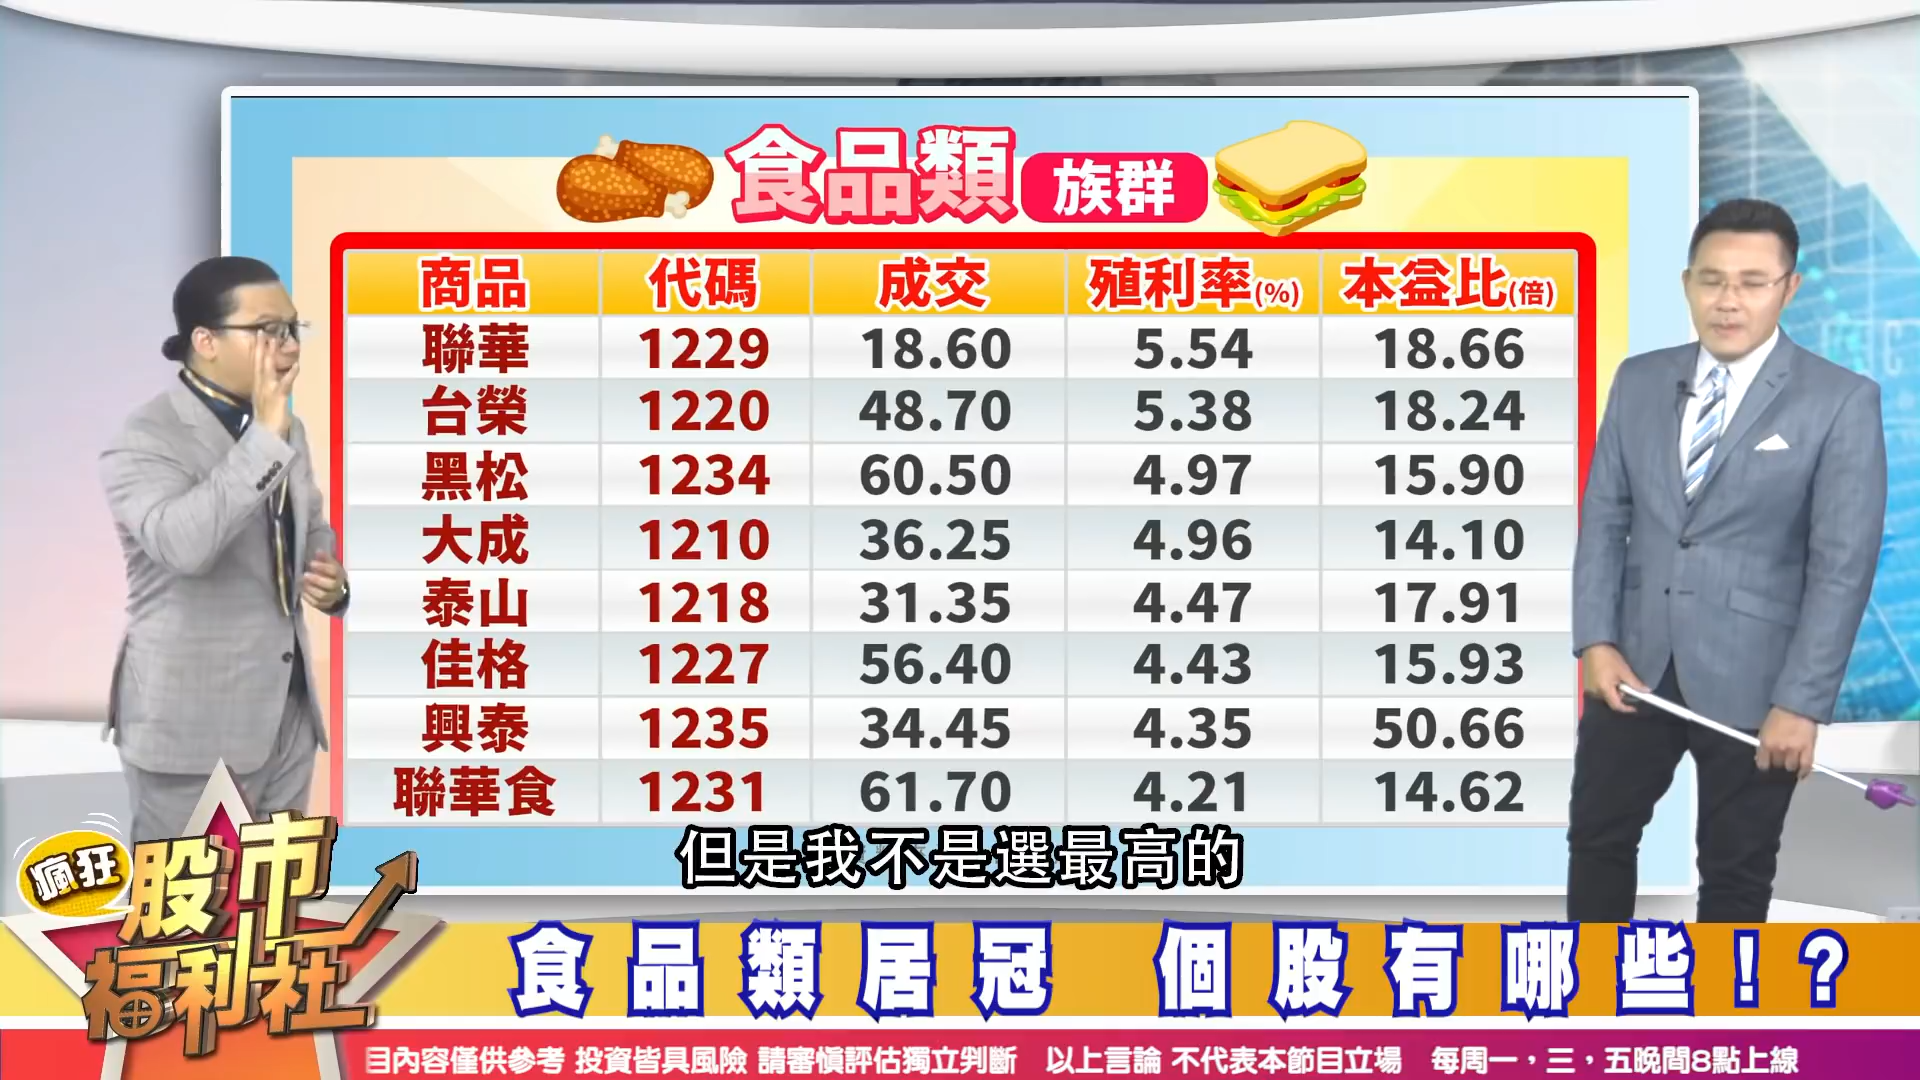 食品類 族群
商品 代碼 成交 殖利率(%) 本益比(倍)
聯華 1229 18.60 5.54 18.66
台榮 1220 48.70 5.38 18.24
黑松 1234 60.50 4.97 15.90
大成 1210 36.25 4.96 14.10
泰山 1218 31.35 4.47 17.91
佳格 1227 56.40 4.43 15.93
興泰 1235 34.45 4.35 50.66
聯華食 1231 61.70 4.21 14.62
但是我不是選最高的
瘋狂
股市
福利社
食品類居冠 個股有哪些!?
目內容僅供參考 投資皆具風險 請審慎評估獨立判斷 以上言論 不代表本節目立場 每周一，三，五晚間8點上線